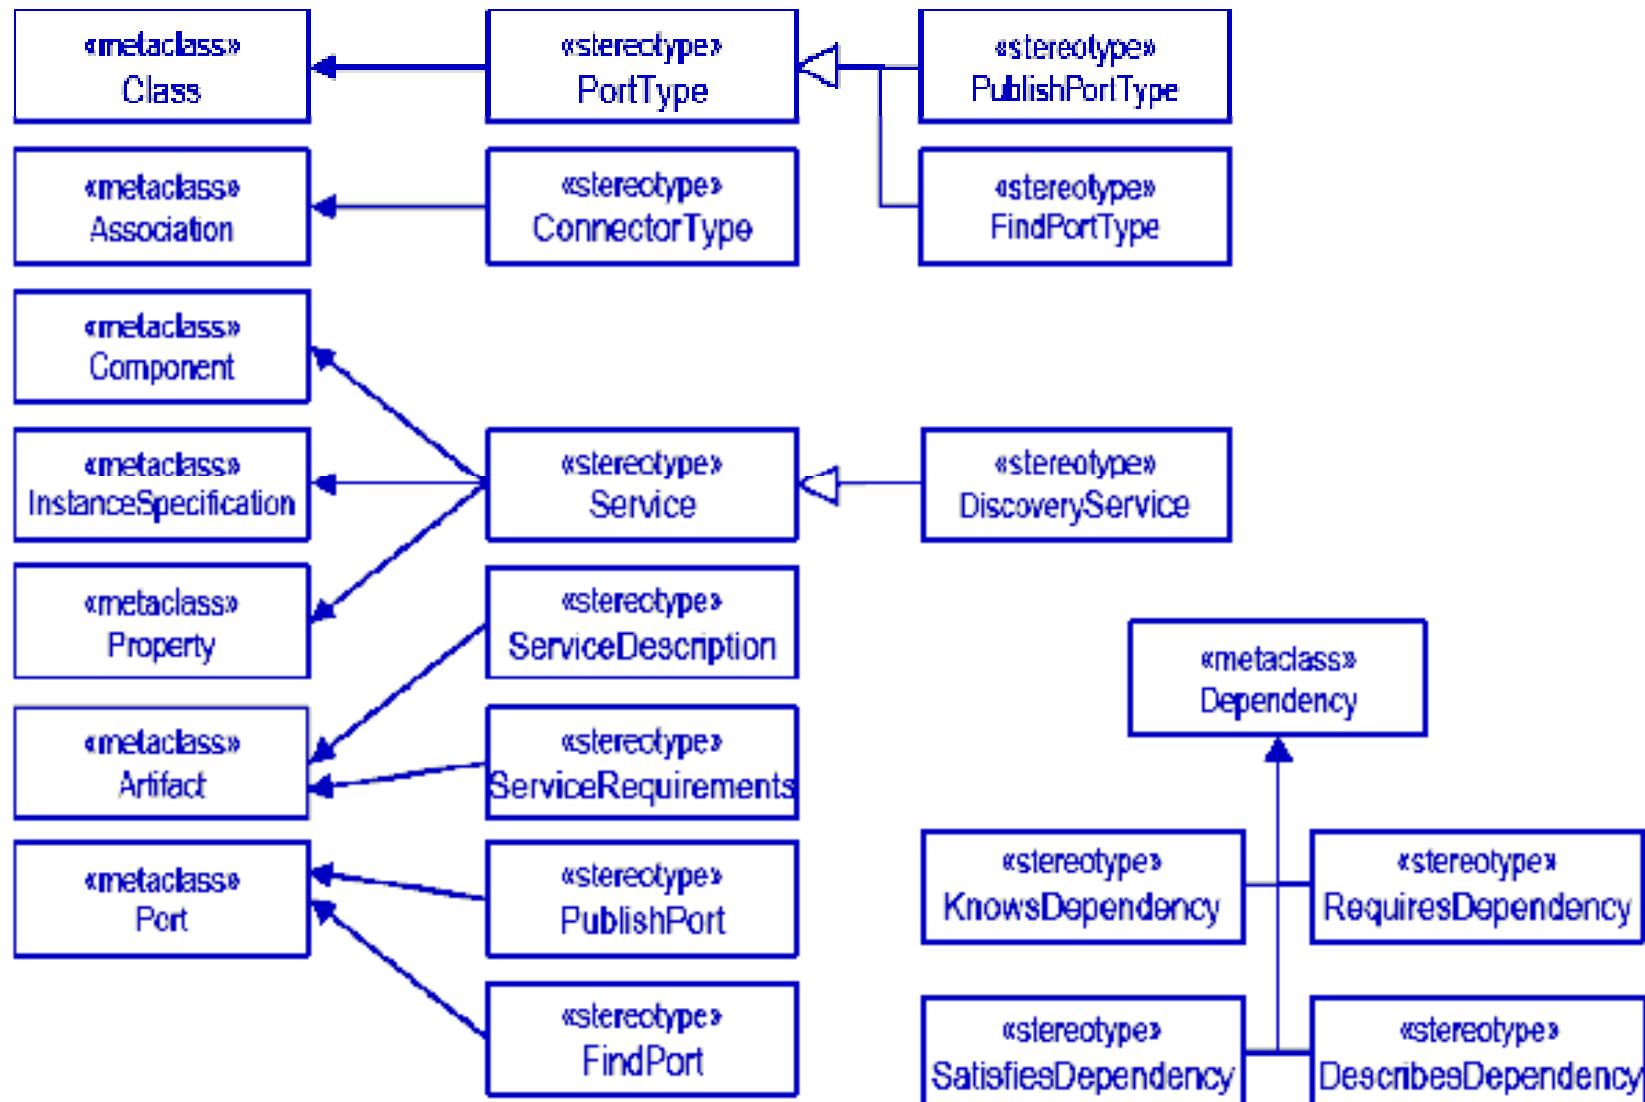 «metaclass»
Class
«stereotype»
PortType
«stereotype»
PublishPortType
«metaclass»
Association
«stereotype»
ConnectorType
«stereotype»
FindPortType
«metaclass»
Component
«metaclass»
InstanceSpecification
«stereotype»
Service
«stereotype»
DiscoveryService
«metaclass»
Property
«stereotype»
ServiceDescription
«metaclass»
Dependency
«metaclass»
Artifact
«stereotype»
ServiceRequirements
«metaclass»
Port
«stereotype»
PublishPort
«stereotype»
KnowsDependency
«stereotype»
RequiresDependency
«stereotype»
FindPort
«stereotype»
SatisfiesDependency
«stereotype»
DescribesDependency